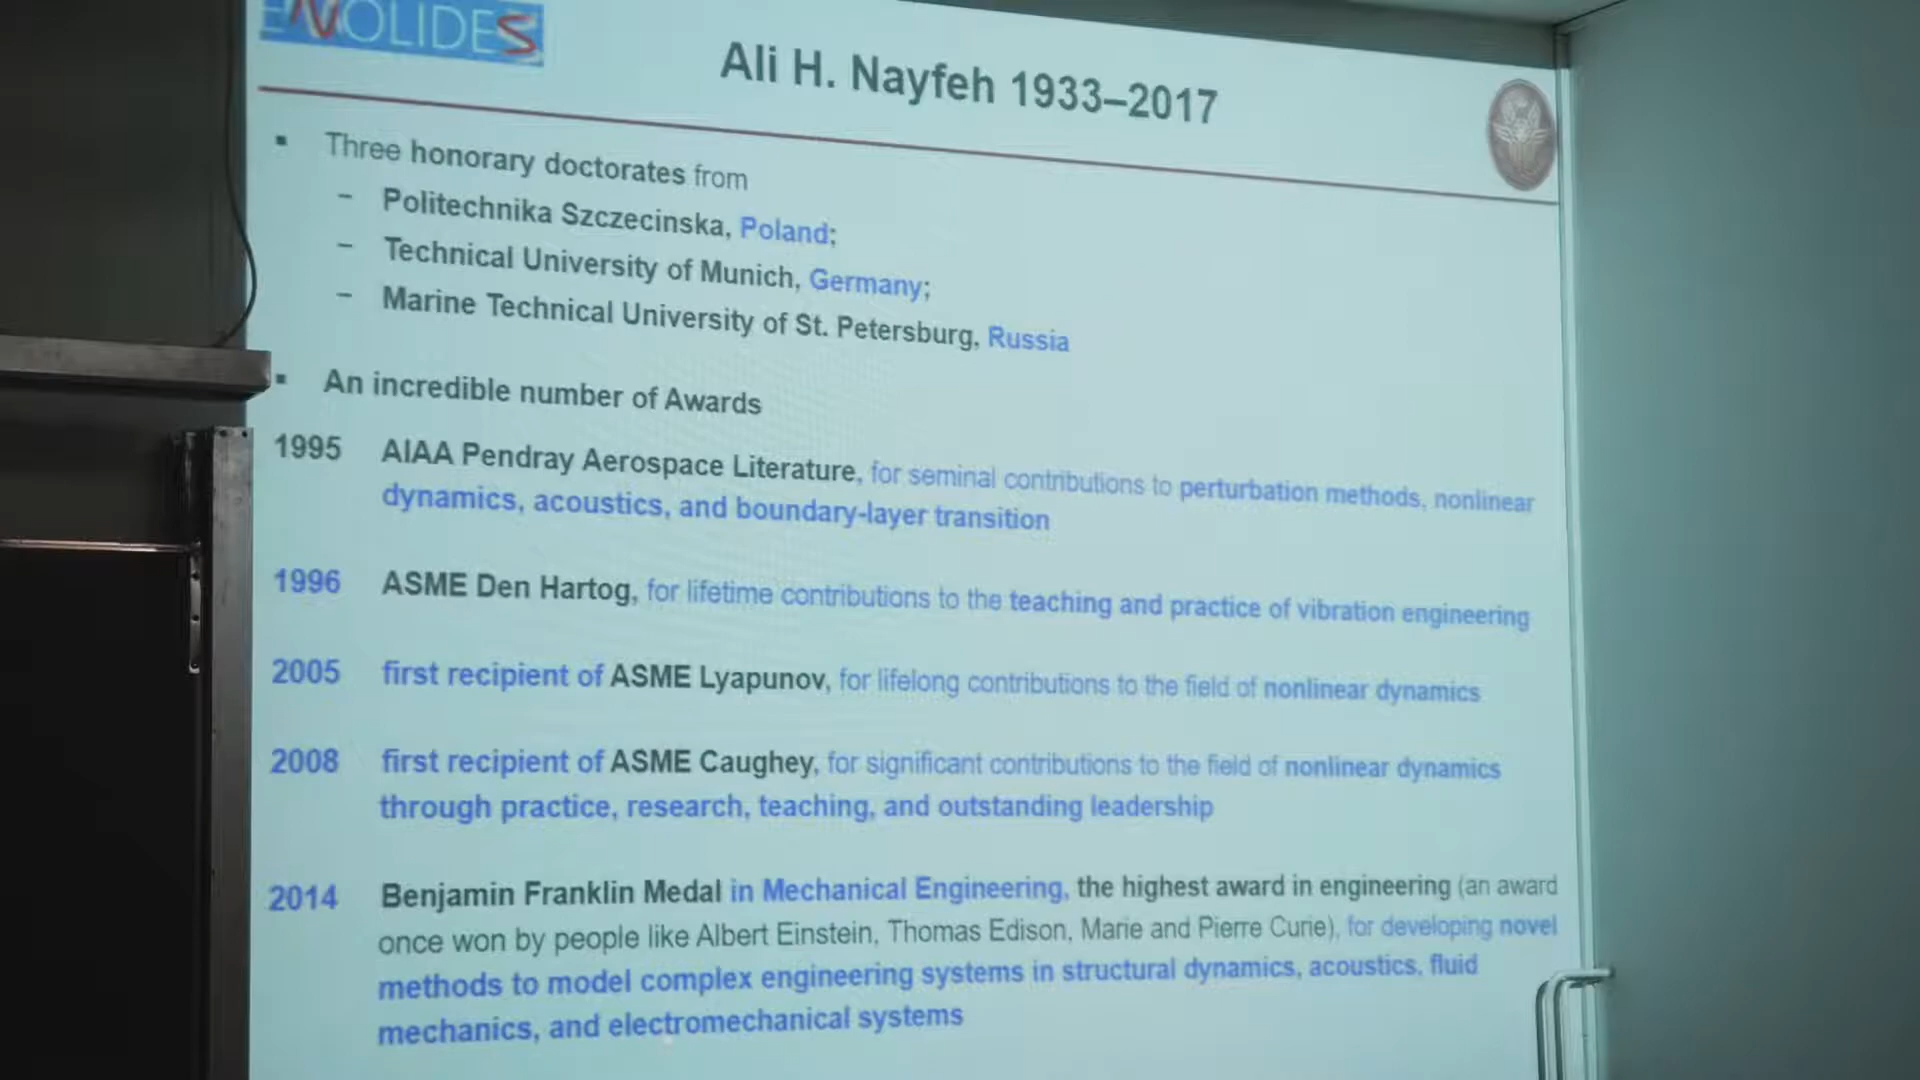 ENOLIDES
Ali H. Nayfeh 1933–2017
▪ Three honorary doctorates from
– Politechnika Szczecinska, Poland;
– Technical University of Munich, Germany;
– Marine Technical University of St. Petersburg, Russia
▪ An incredible number of Awards
1995 AIAA Pendray Aerospace Literature, for seminal contributions to perturbation methods, nonlinear
dynamics, acoustics, and boundary-layer transition
1996 ASME Den Hartog, for lifetime contributions to the teaching and practice of vibration engineering
2005 first recipient of ASME Lyapunov, for lifelong contributions to the field of nonlinear dynamics
2008 first recipient of ASME Caughey, for significant contributions to the field of nonlinear dynamics
through practice, research, teaching, and outstanding leadership
2014 Benjamin Franklin Medal in Mechanical Engineering, the highest award in engineering (an award
once won by people like Albert Einstein, Thomas Edison, Marie and Pierre Curie), for developing novel
methods to model complex engineering systems in structural dynamics, acoustics, fluid
mechanics, and electromechanical systems